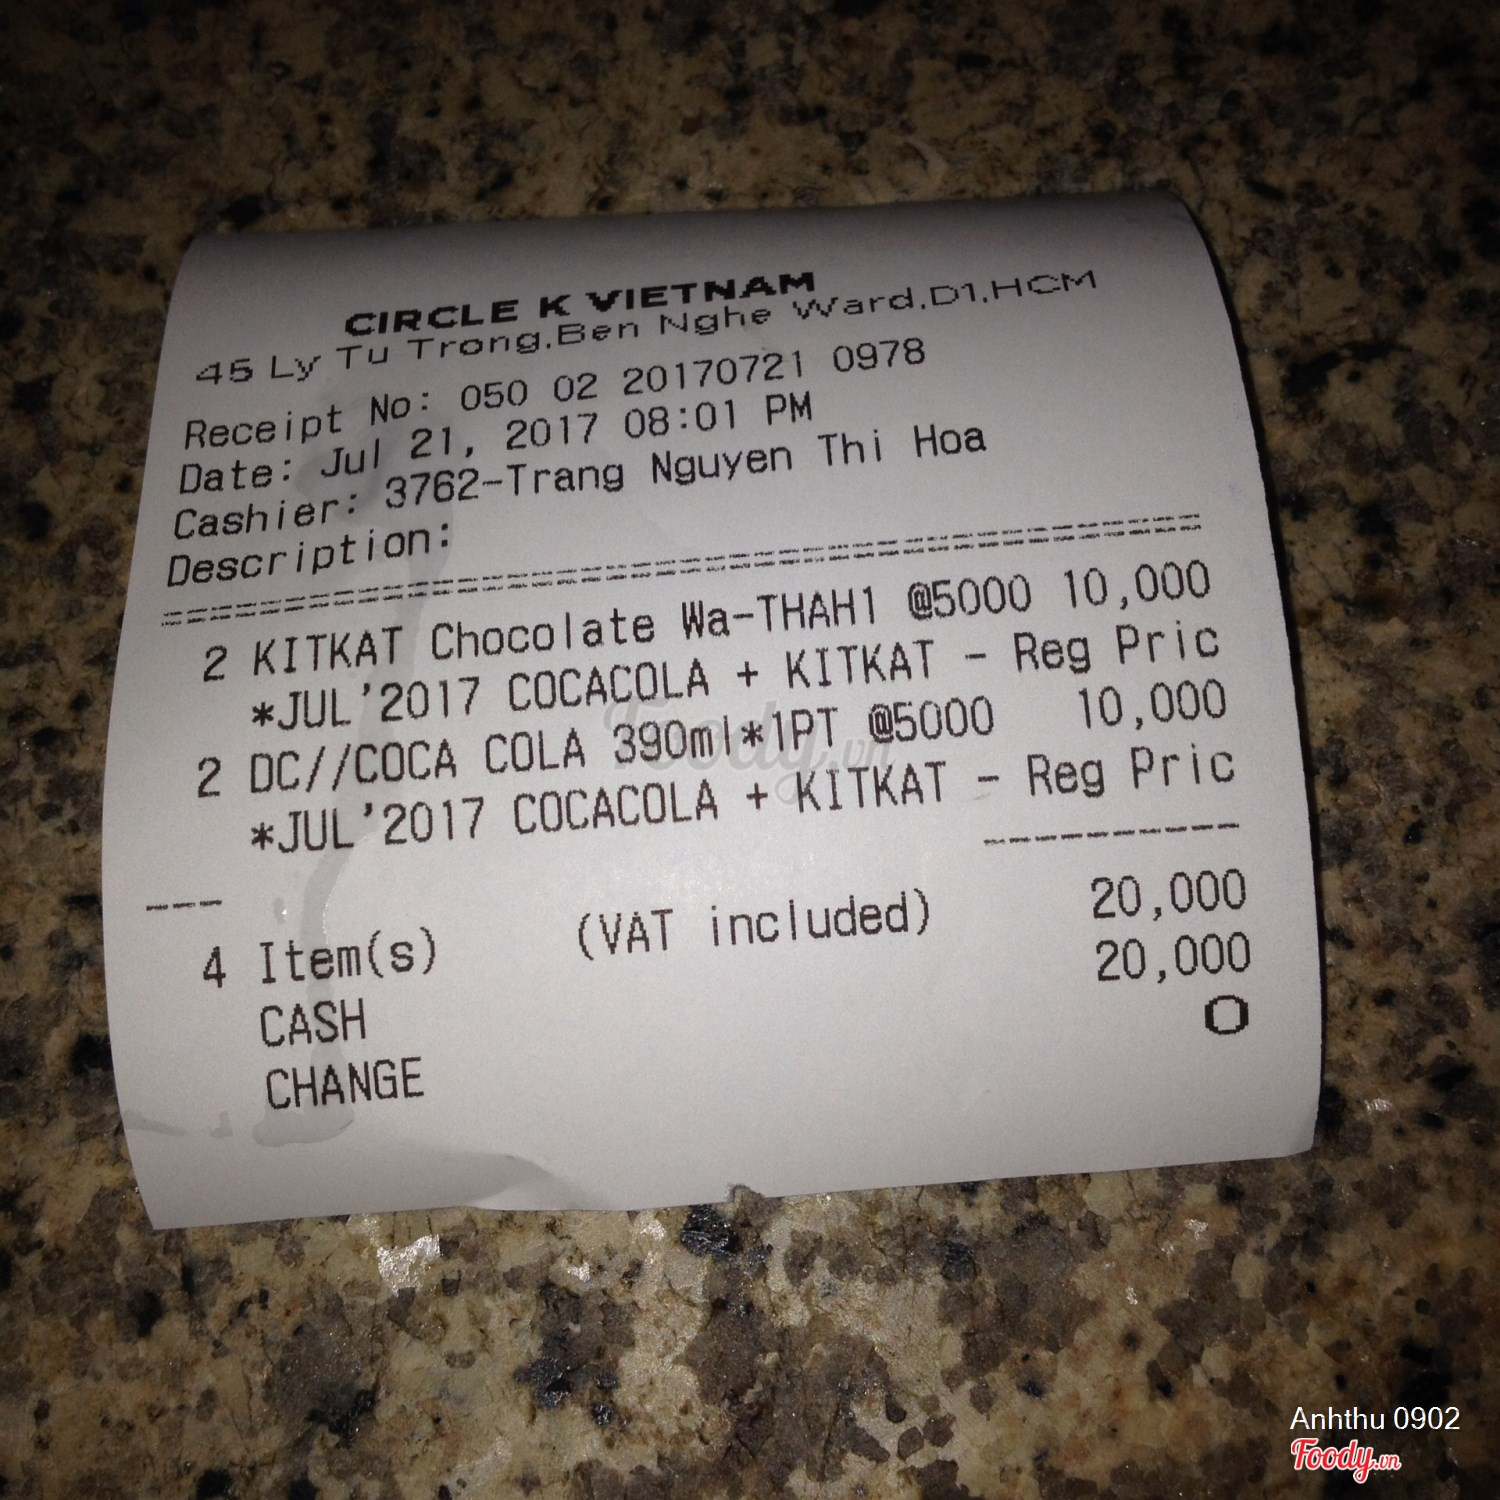 CIRCLE K VIETNAM
45 Ly Tu Trong,Ben Nghe Ward,D1,HCM
Receipt No: 050 02 20170721 0978
Date: Jul 21, 2017 08:01 PM
Cashier: 3762-Trang Nguyen Thi Hoa
Description:
2 KITKAT Chocolate Wa-THAH1 @5000 10,000
*JUL'2017 COCACOLA + KITKAT - Reg Pric
2 DC//COCA COLA 390ml*1PT @5000 10,000
*JUL'2017 COCACOLA + KITKAT - Reg Pric
4 Item(s) (VAT included) 20,000
CASH 20,000
CHANGE 0
Foody.vn
Anhthu 0902
Foody.vn